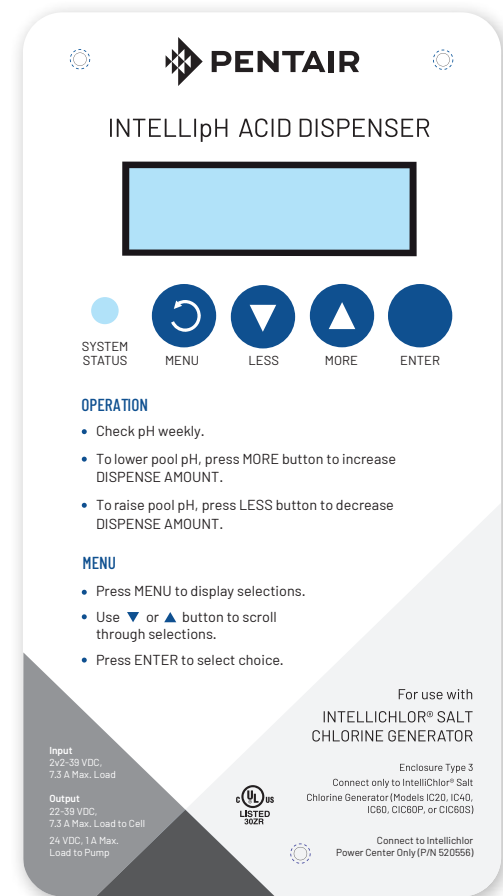 PENTAIR
INTELLIpH ACID DISPENSER
SYSTEM
STATUS
MENU
LESS
MORE
ENTER
OPERATION
• Check pH weekly.
• To lower pool pH, press MORE button to increase
DISPENSE AMOUNT.
• To raise pool pH, press LESS button to decrease
DISPENSE AMOUNT.
MENU
• Press MENU to display selections.
• Use ▼ or ▲ button to scroll
through selections.
• Press ENTER to select choice.
For use with
INTELLICHLOR® SALT
CHLORINE GENERATOR
Enclosure Type 3
Connect only to IntelliChlor® Salt
Chlorine Generator (Models IC20, IC40,
IC60, CIC60P, or CIC60S)
Connect to Intellichlor
Power Center Only (P/N 520556)
Input
2v2-39 VDC,
7.3 A Max. Load
Output
22-39 VDC,
7.3 A Max. Load to Cell
24 VDC, 1 A Max.
Load to Pump
c UL US
LISTED
30ZR